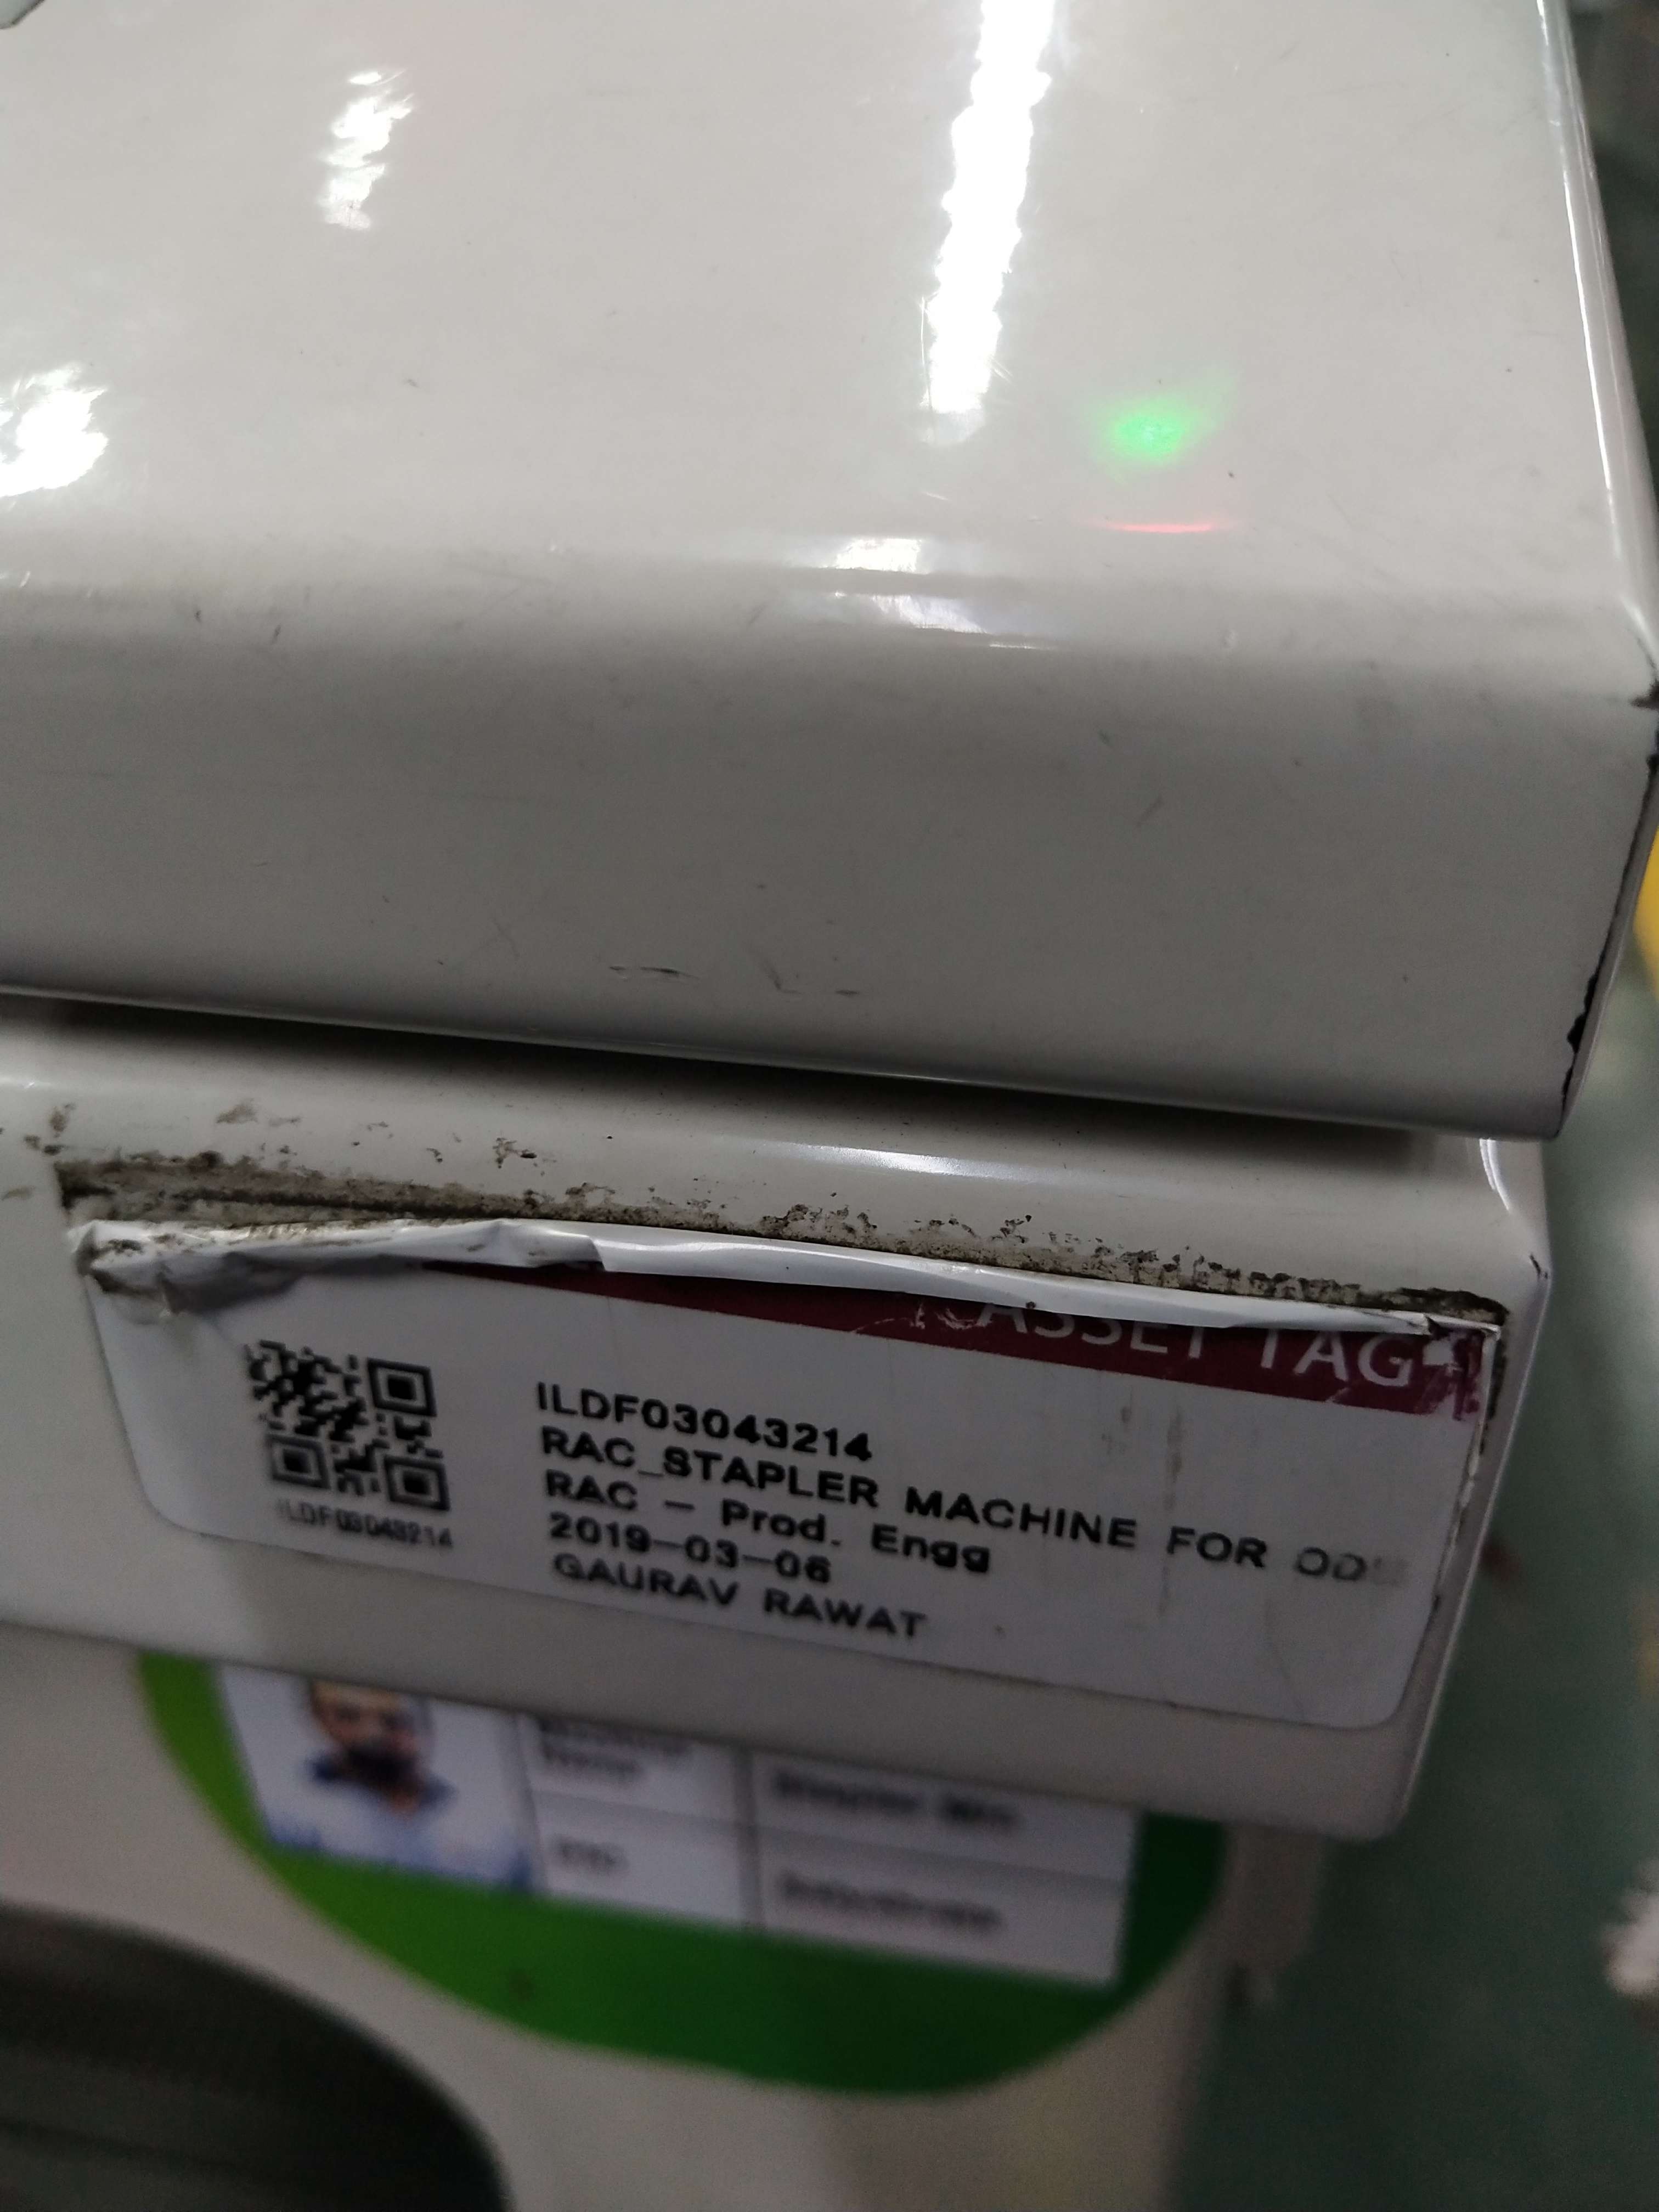 ASSET TAG
ILDF03043214
RAC_STAPLER MACHINE FOR
RAC - Prod. Engg
2019-03-06
GAURAV RAWAT
ILDF03043214